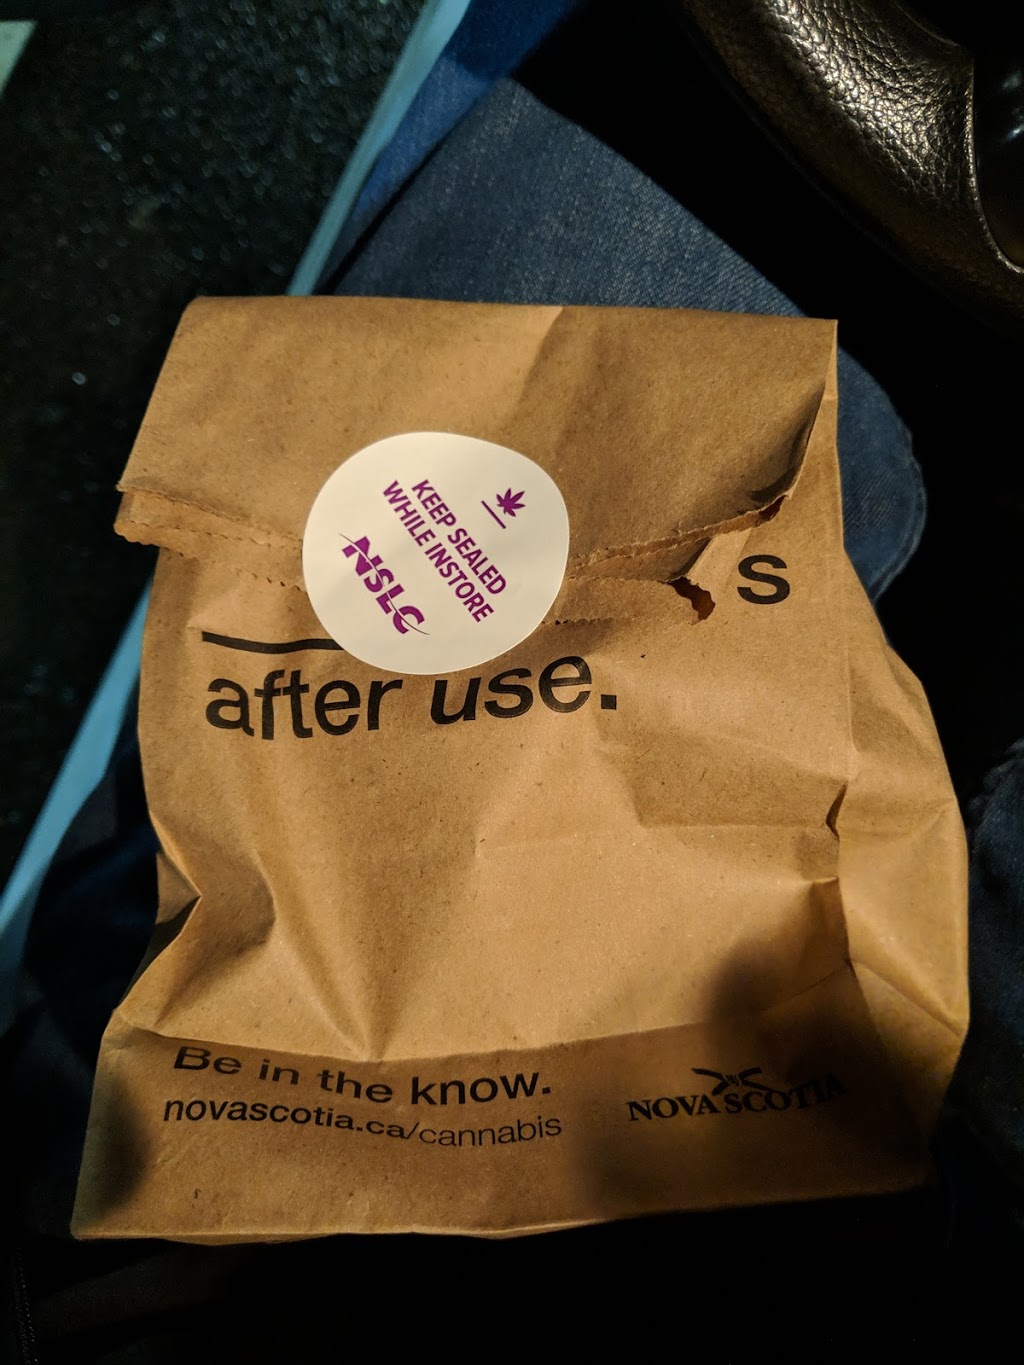 KEEP SEALED
WHILE INSTORE
NSLC
s
after use.
Be in the know.
novascotia.ca/cannabis
NOVA SCOTIA